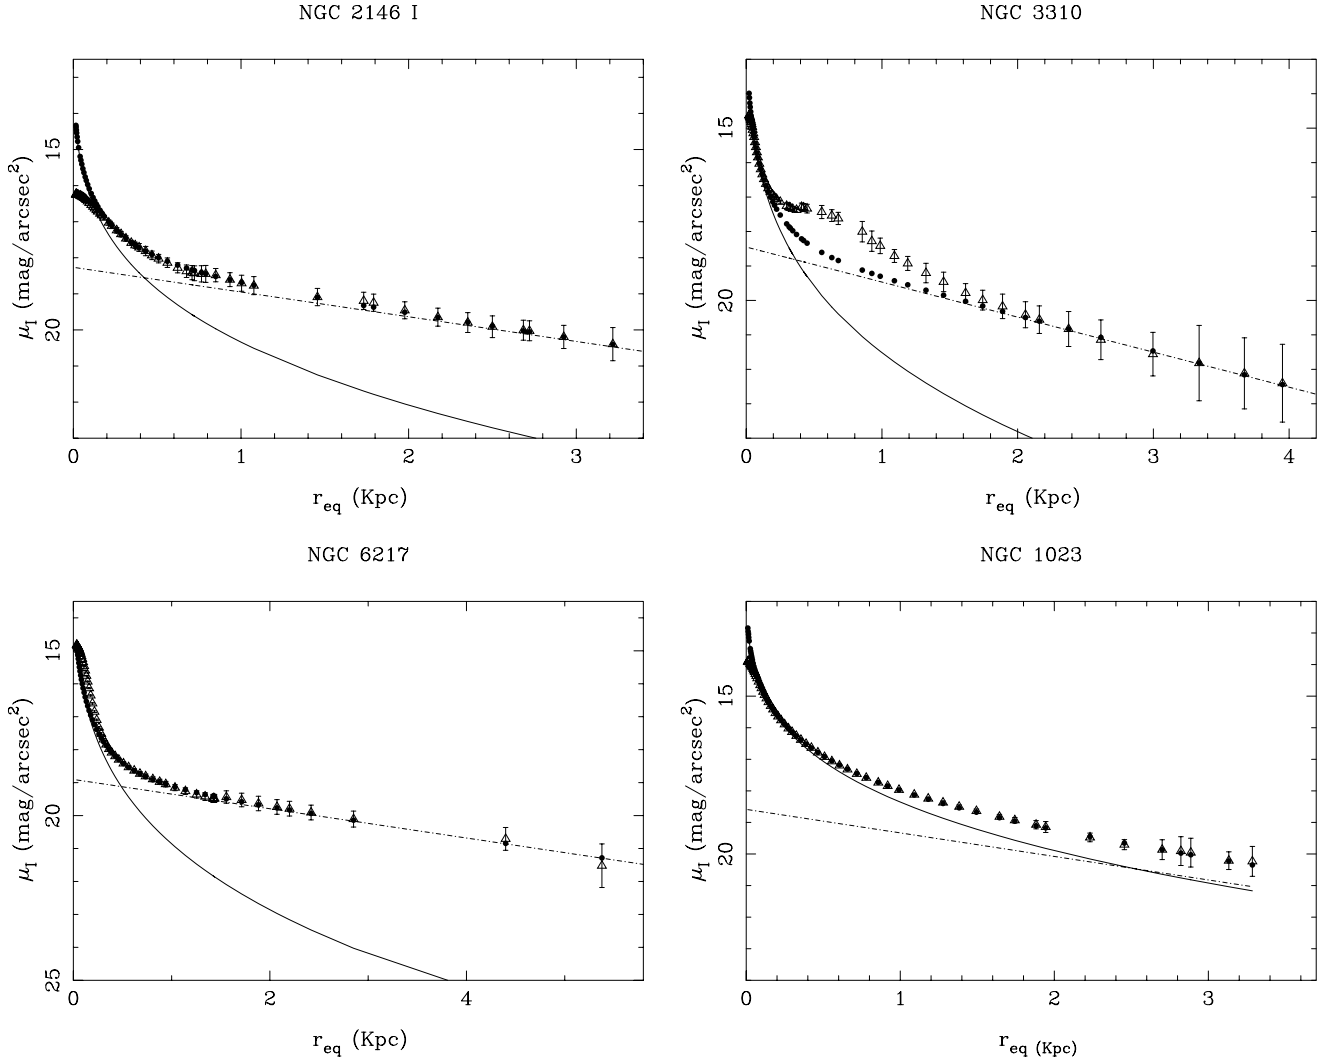 NGC 2146 I
NGC 3310
15
20
μI (mag/arcsec2)
0 1 2 3
req (Kpc)
15
20
μI (mag/arcsec2)
0 1 2 3 4
req (Kpc)
NGC 6217
NGC 1023
15
20
25
μI (mag/arcsec2)
0 2 4
req (Kpc)
15
20
μI (mag/arcsec2)
0 1 2 3
req (Kpc)